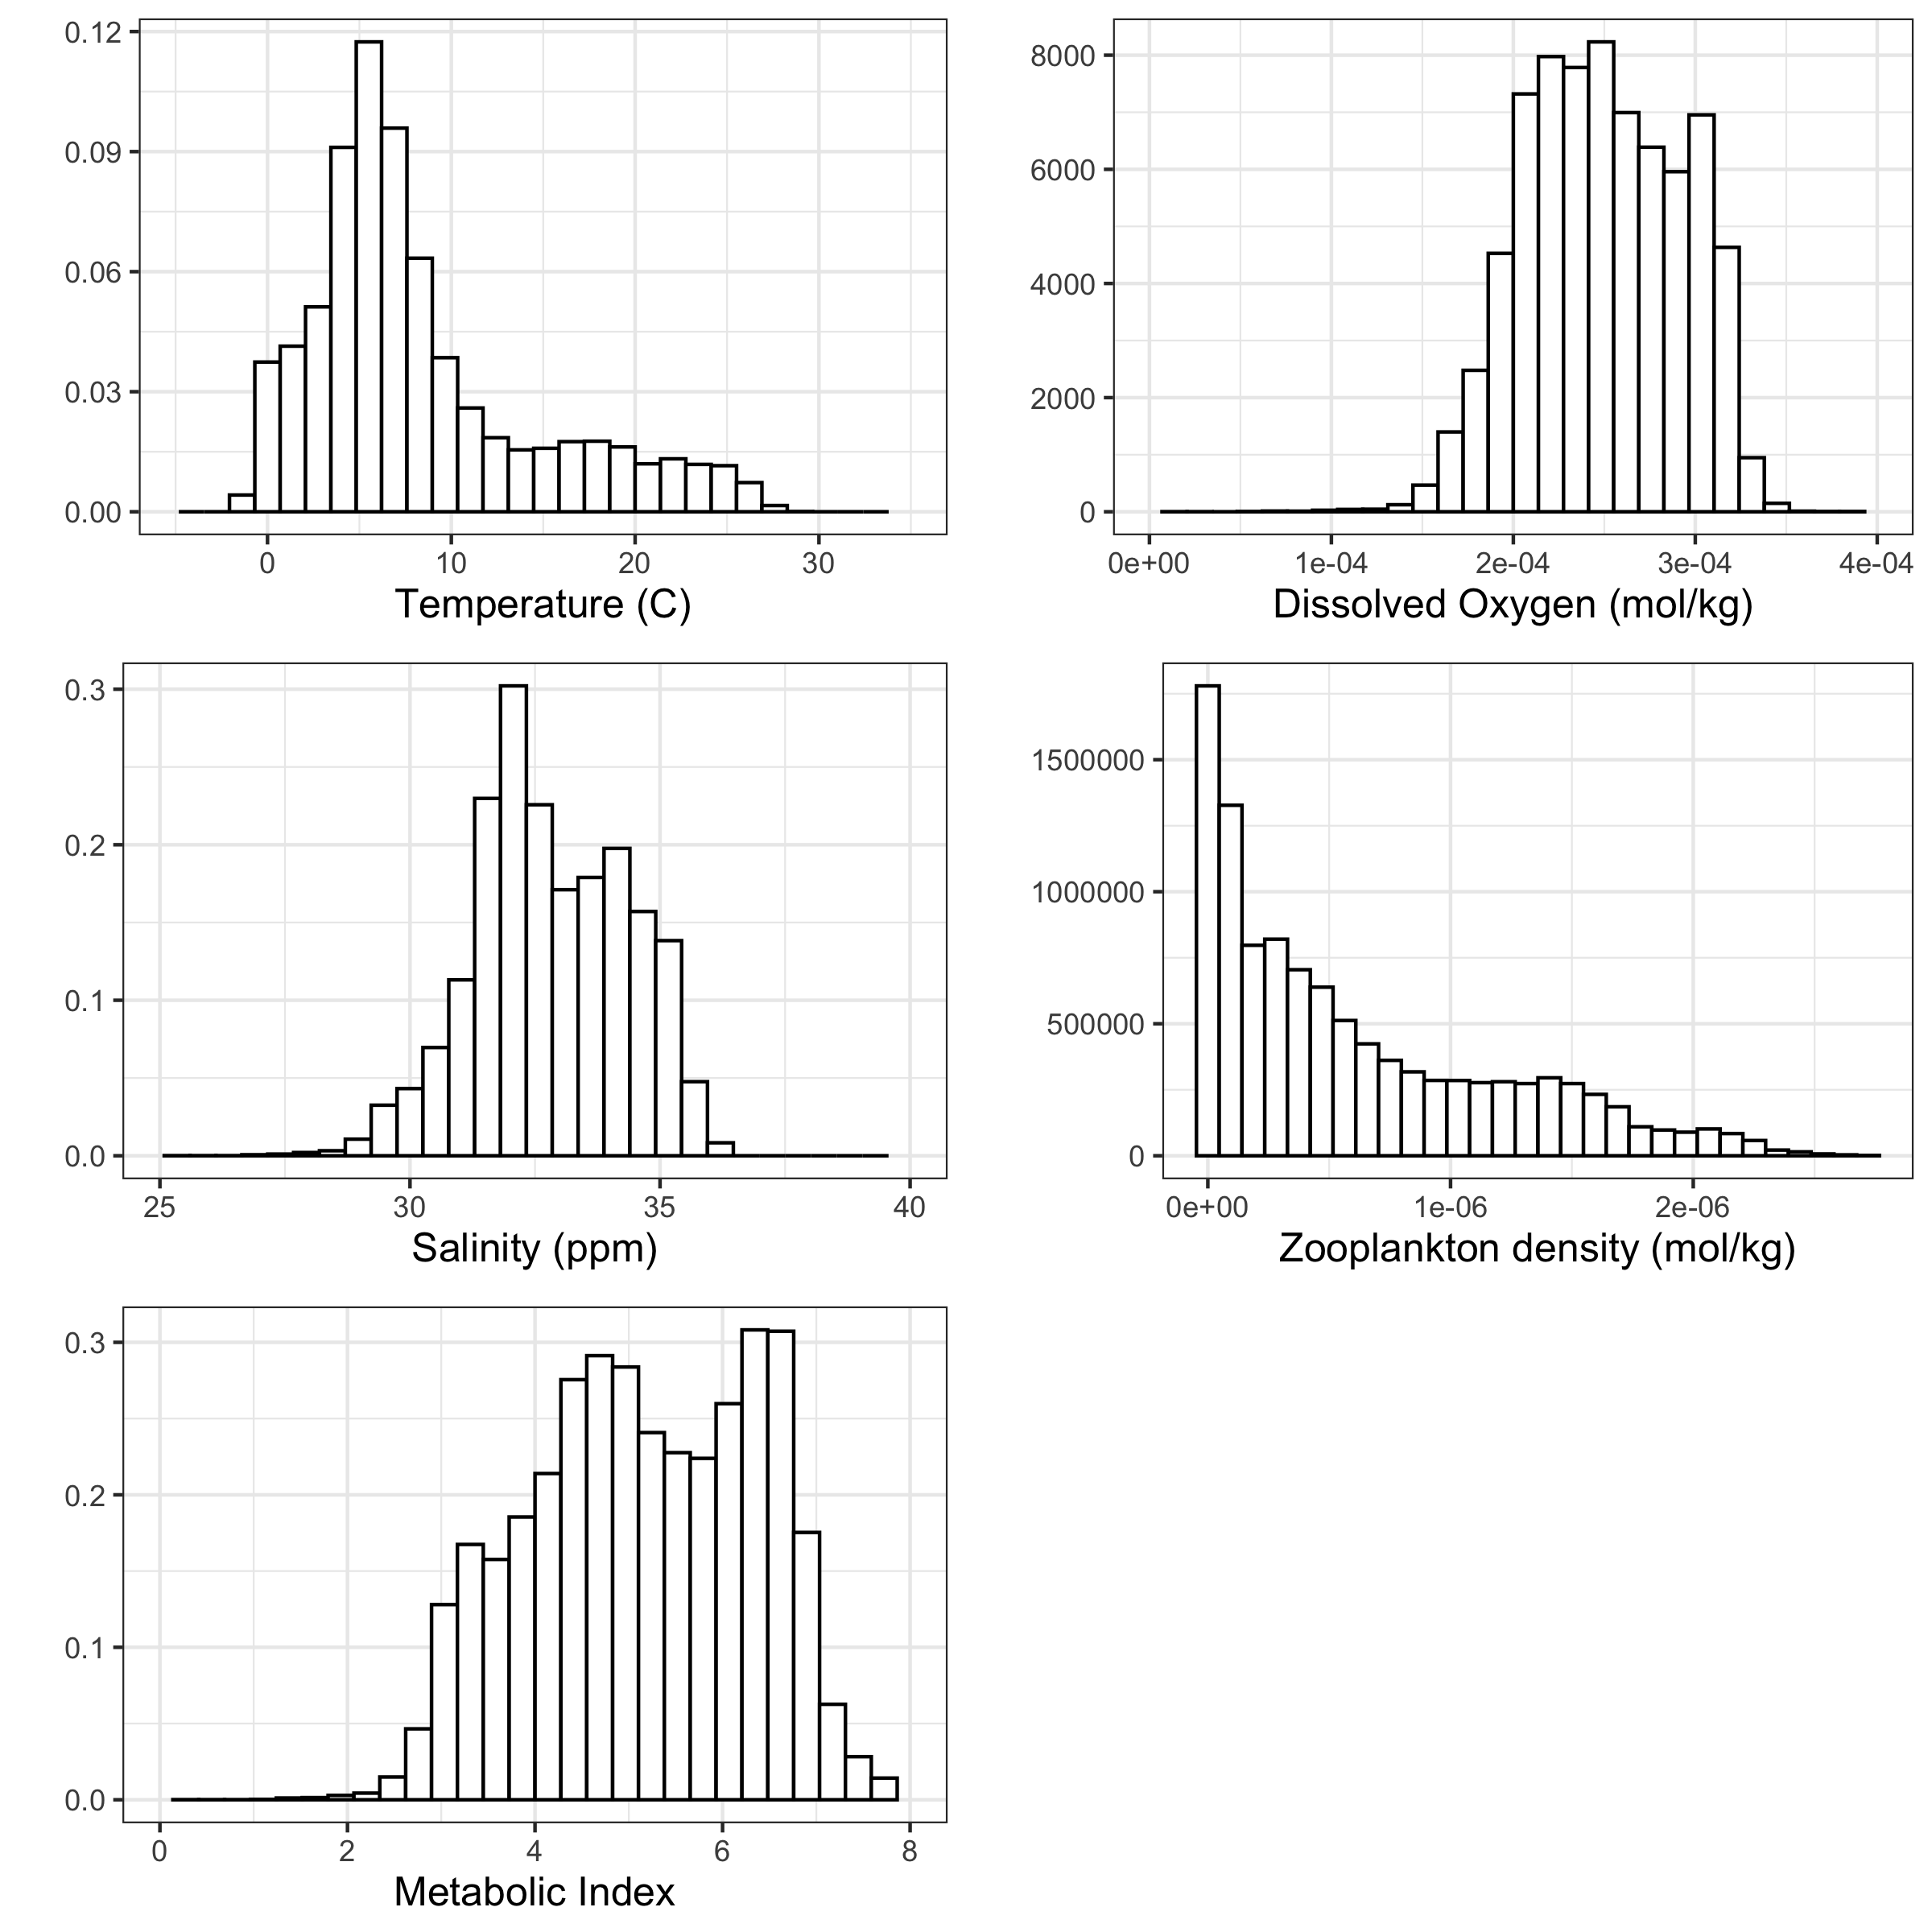 0.12
0.09
0.06
0.03
0.00
0 10 20 30
Temperature (C)
8000
6000
4000
2000
0
0e+00 1e-04 2e-04 3e-04 4e-04
Dissolved Oxygen (mol/kg)
0.3
0.2
0.1
0.0
25 30 35 40
Salinity (ppm)
1500000
1000000
500000
0
0e+00 1e-06 2e-06
Zooplankton density (mol/kg)
0.3
0.2
0.1
0.0
0 2 4 6 8
Metabolic Index